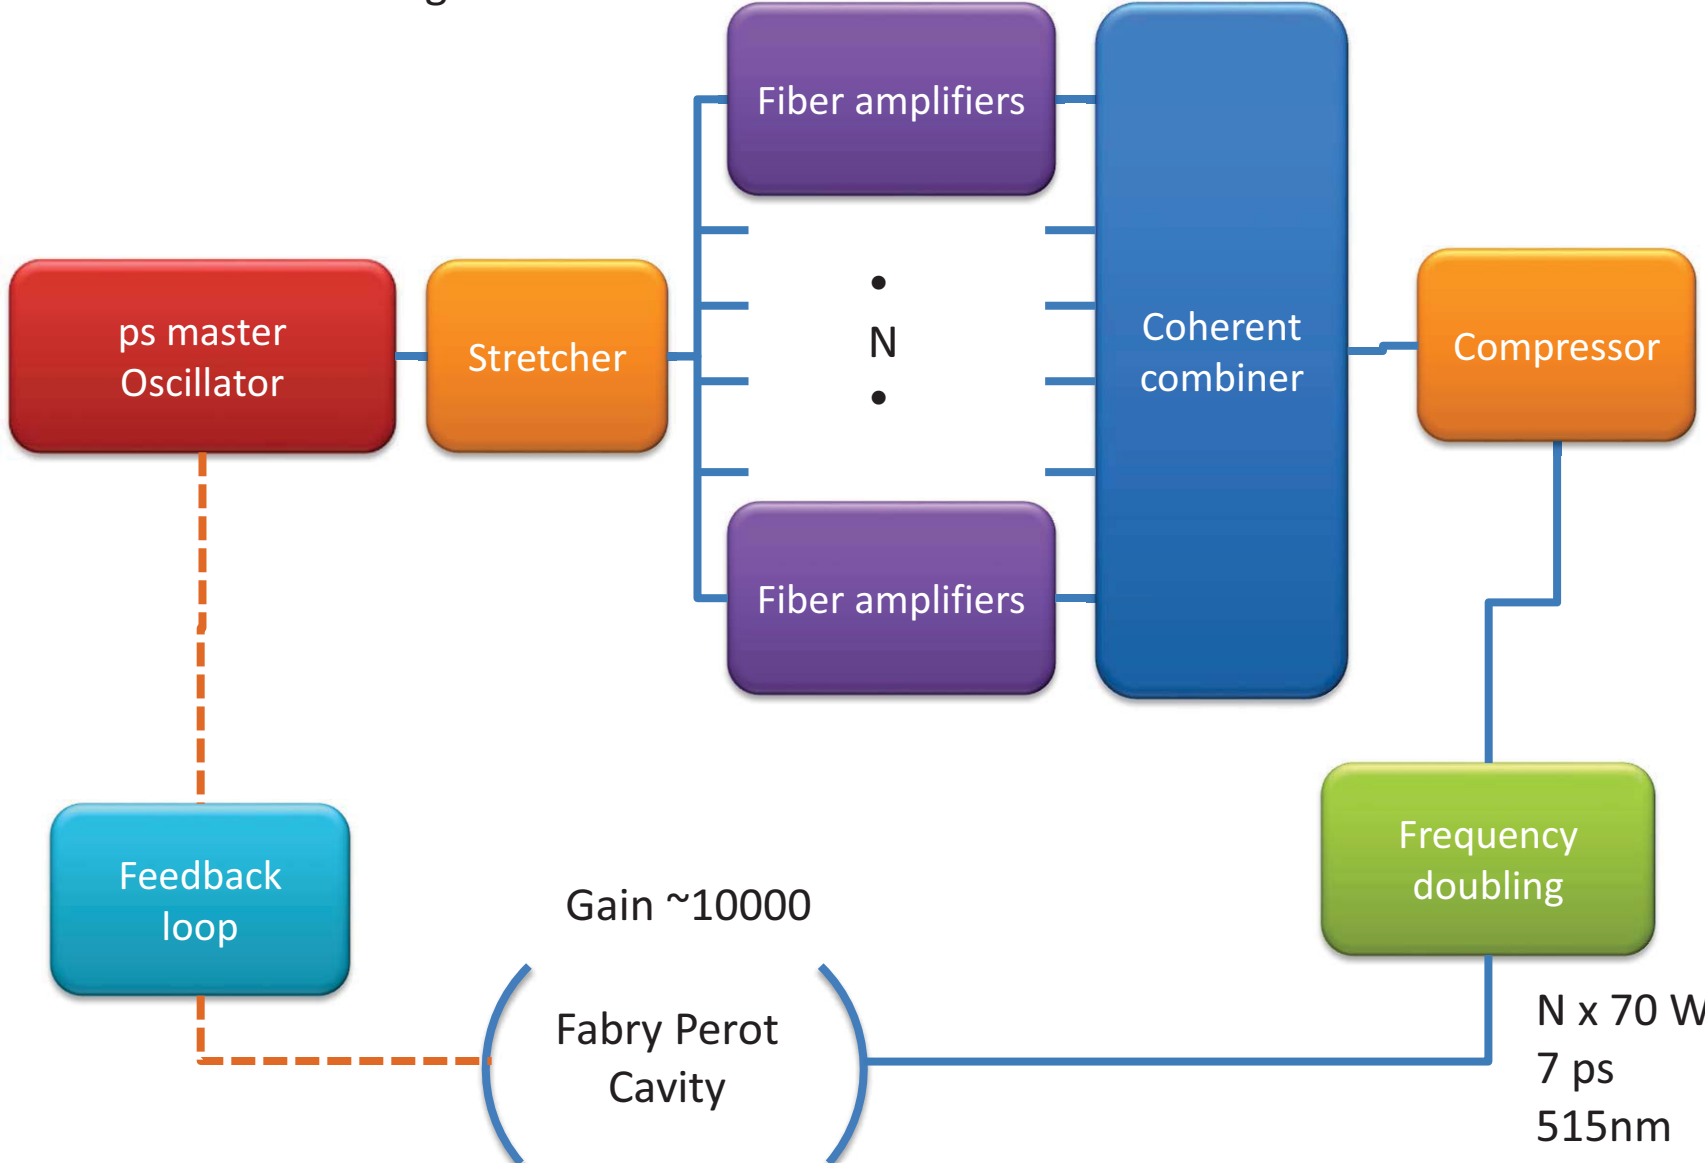 Fiber amplifiers
•
N
•
Fiber amplifiers
ps master
Oscillator
Stretcher
Coherent
combiner
Compressor
Frequency
doubling
N x 70 W
7 ps
515nm
Gain ~10000
Fabry Perot
Cavity
Feedback
loop